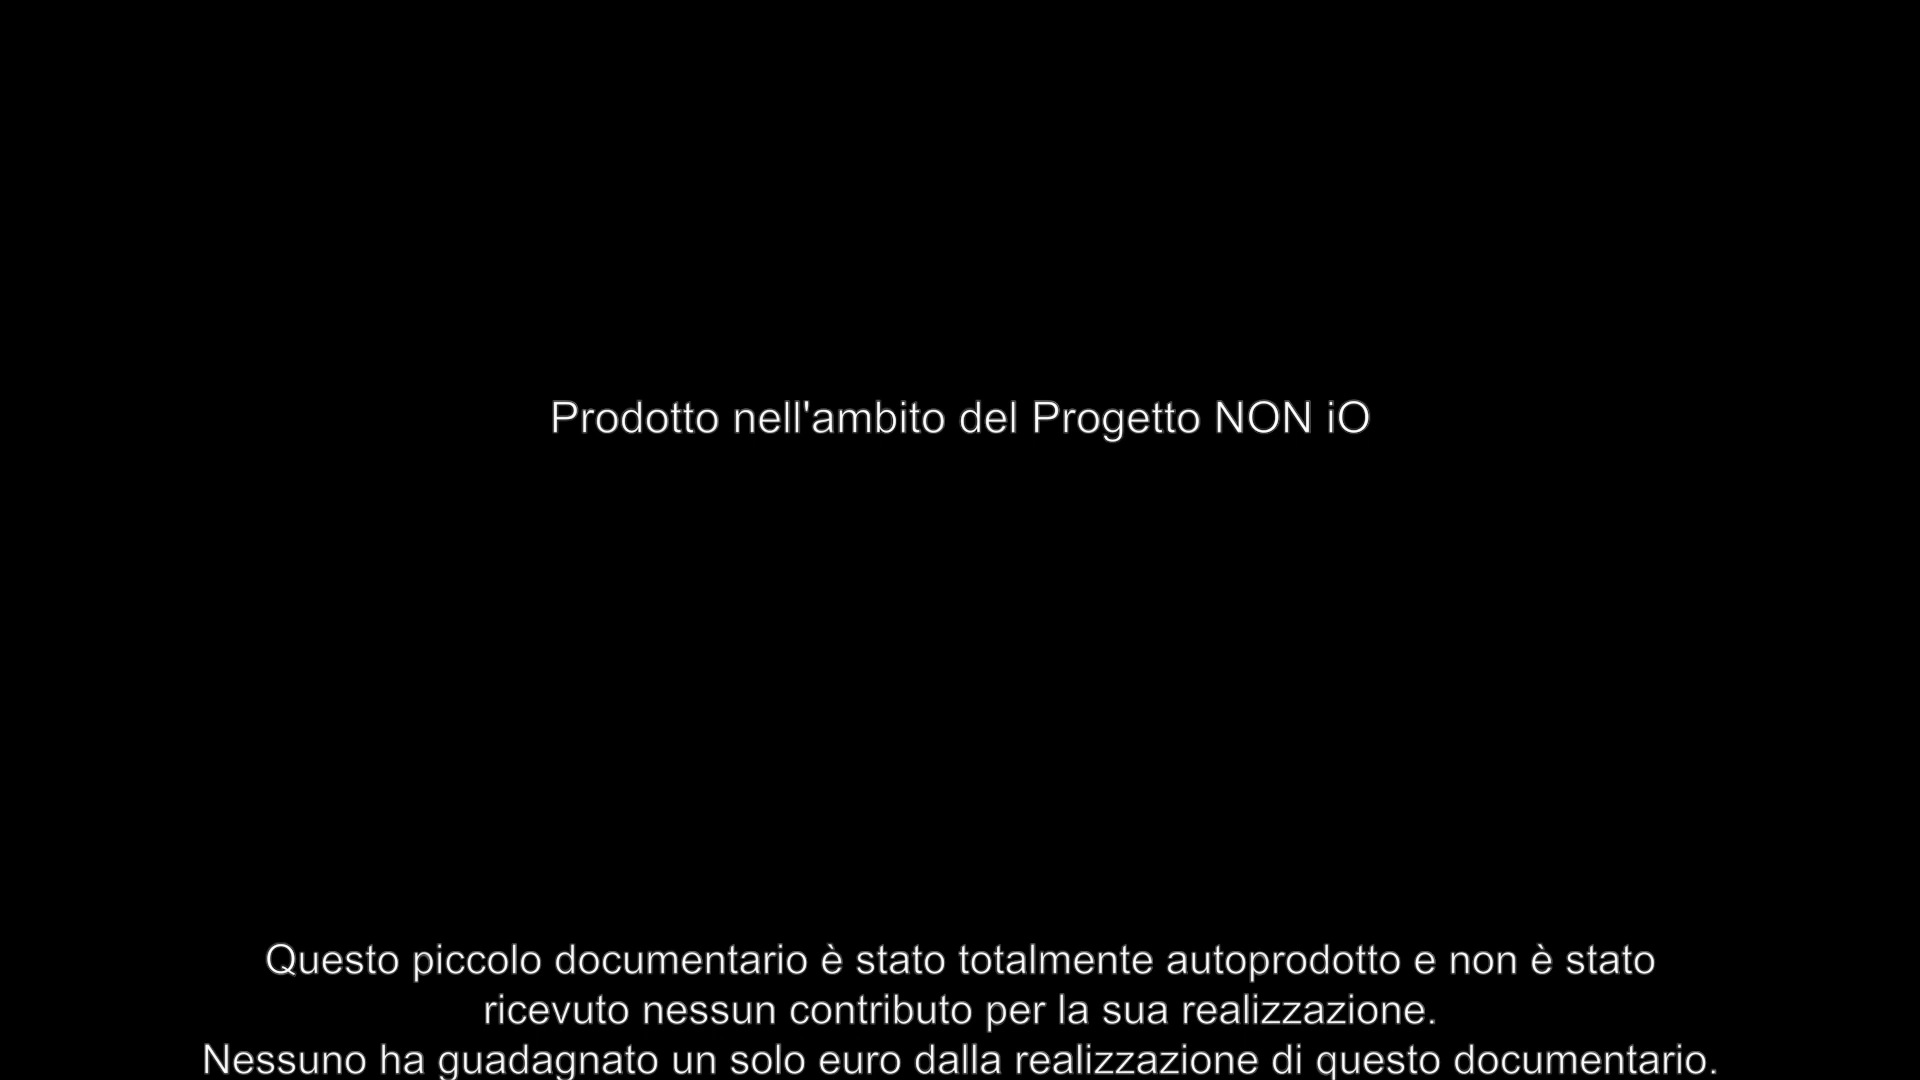 Prodotto nell'ambito del Progetto NON iO
Questo piccolo documentario è stato totalmente autoprodotto e non è stato
ricevuto nessun contributo per la sua realizzazione.
Nessuno ha guadagnato un solo euro dalla realizzazione di questo documentario.